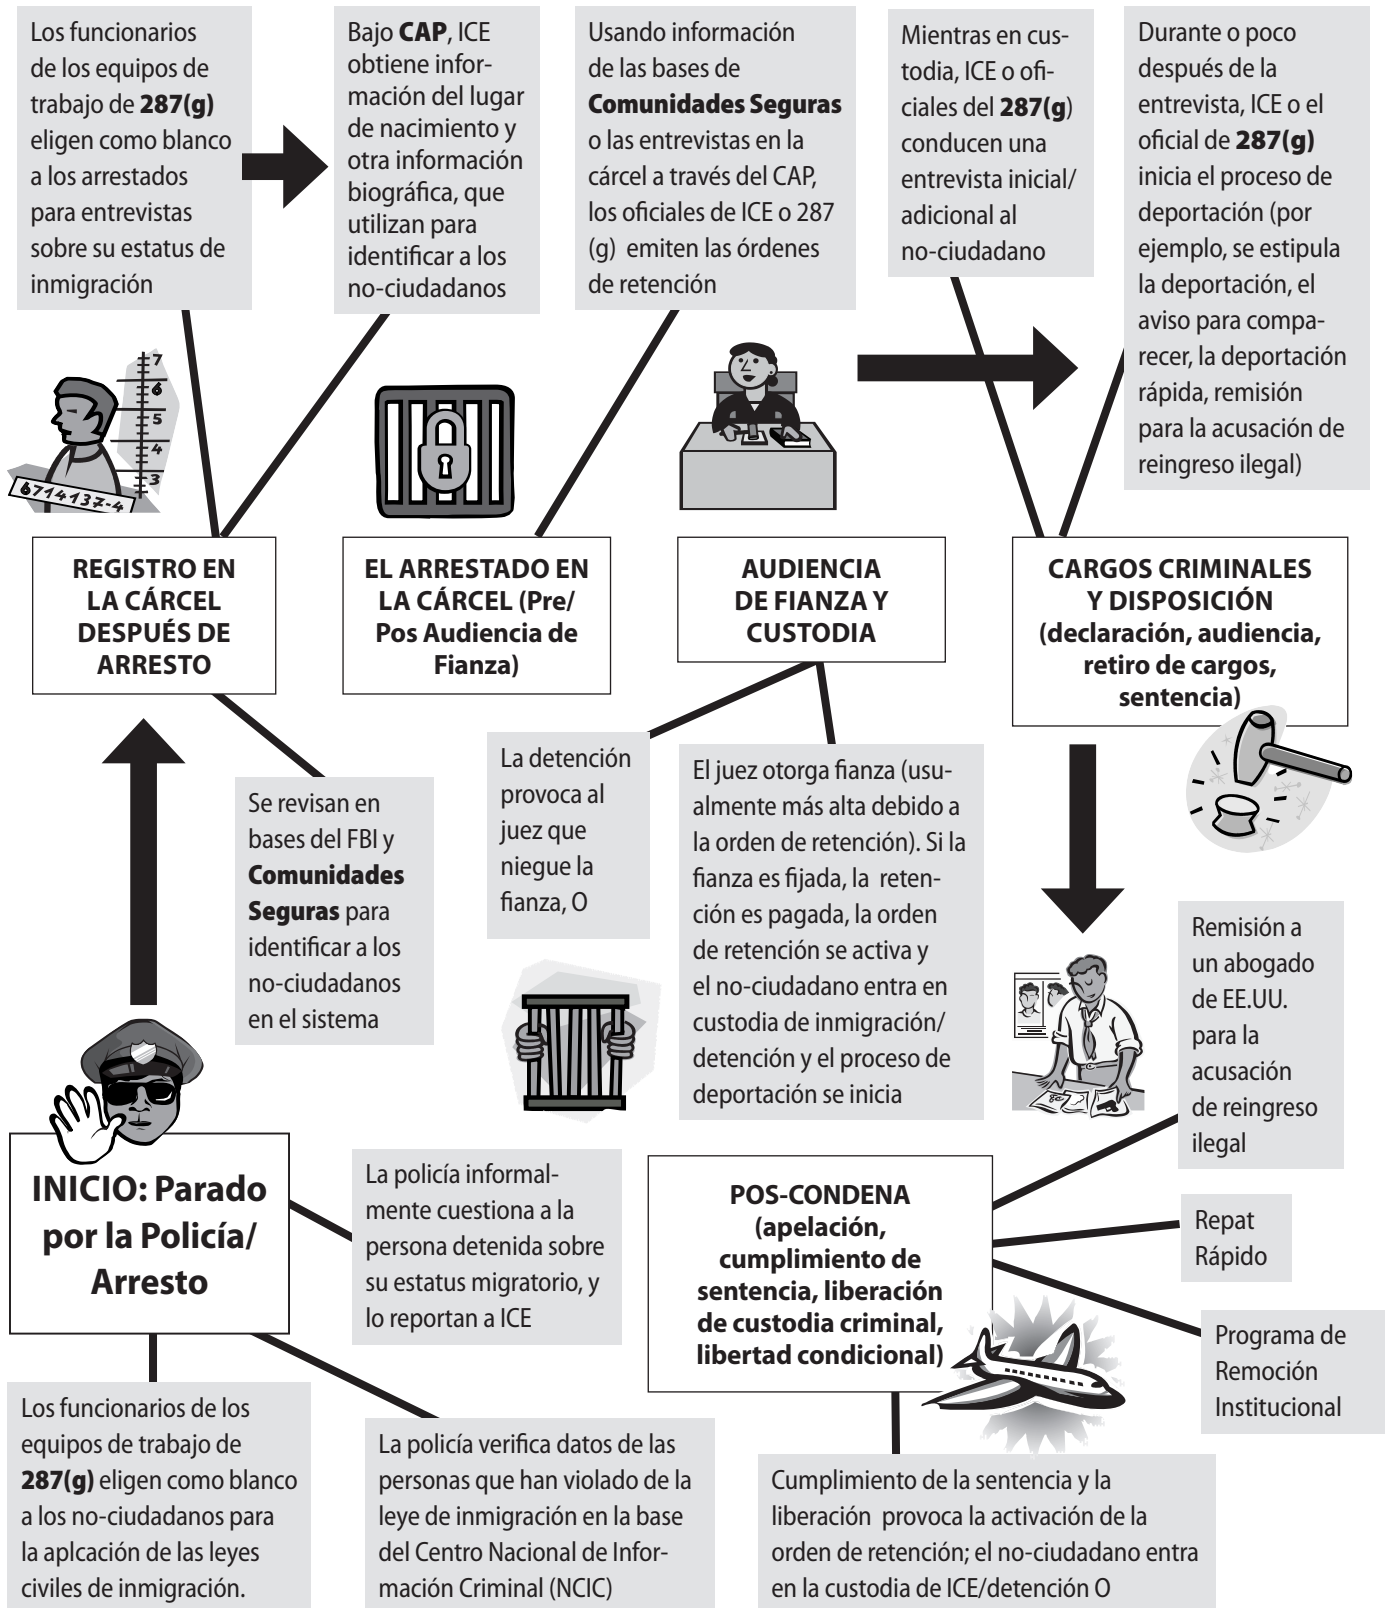 Los funcionarios
de los equipos de
trabajo de 287(g)
eligen como blanco
a los arrestados
para entrevistas
sobre su estatus de
inmigración
Bajo CAP, ICE
obtiene infor-
mación del lugar
de nacimiento y
otra información
biográfica, que
utilizan para
identificar a los
no-ciudadanos
Usando información
de las bases de
Comunidades Seguras
o las entrevistas en la
cárcel a través del CAP,
los oficiales de ICE o 287
(g) emiten las órdenes
de retención
Mientras en cus-
todia, ICE o ofi-
ciales del 287(g)
conducen una
entrevista inicial/
adicional al
no-ciudadano
Durante o poco
después de la
entrevista, ICE o el
oficial de 287(g)
inicia el proceso de
deportación (por
ejemplo, se estipula
la deportación, el
aviso para compa-
recer, la deportación
rápida, remisión
para la acusación de
reingreso ilegal)
7
6
5
4
3
6714137-4
REGISTRO EN
LA CÁRCEL
DESPUÉS DE
ARRESTO
EL ARRESTADO EN
LA CÁRCEL (Pre/
Pos Audiencia de
Fianza)
AUDIENCIA
DE FIANZA Y
CUSTODIA
CARGOS CRIMINALES
Y DISPOSICIÓN
(declaración, audiencia,
retiro de cargos,
sentencia)
Se revisan en
bases del FBI y
Comunidades
Seguras para
identificar a los
no-ciudadanos
en el sistema
La detención
provoca al
juez que
niegue la
fianza, O
El juez otorga fianza (usu-
almente más alta debido a
la orden de retención). Si la
fianza es fijada, la reten-
ción es pagada, la orden
de retención se activa y
el no-ciudadano entra en
custodia de inmigración/
detención y el proceso de
deportación se inicia
Remisión a
un abogado
de EE.UU.
para la
acusación
de reingreso
ilegal
INICIO: Parado
por la Policía/
Arresto
La policía informal-
mente cuestiona a la
persona detenida sobre
su estatus migratorio, y
lo reportan a ICE
POS-CONDENA
(apelación,
cumplimiento de
sentencia, liberación
de custodia criminal,
libertad condicional)
Repat
Rápido
Programa de
Remoción
Institucional
Los funcionarios de los
equipos de trabajo de
287(g) eligen como blanco
a los no-ciudadanos para
la aplcación de las leyes
civiles de inmigración.
La policía verifica datos de las
personas que han violado de la
leye de inmigración en la base
del Centro Nacional de Infor-
mación Criminal (NCIC)
Cumplimiento de la sentencia y la
liberación provoca la activación de la
orden de retención; el no-ciudadano entra
en la custodia de ICE/detención O